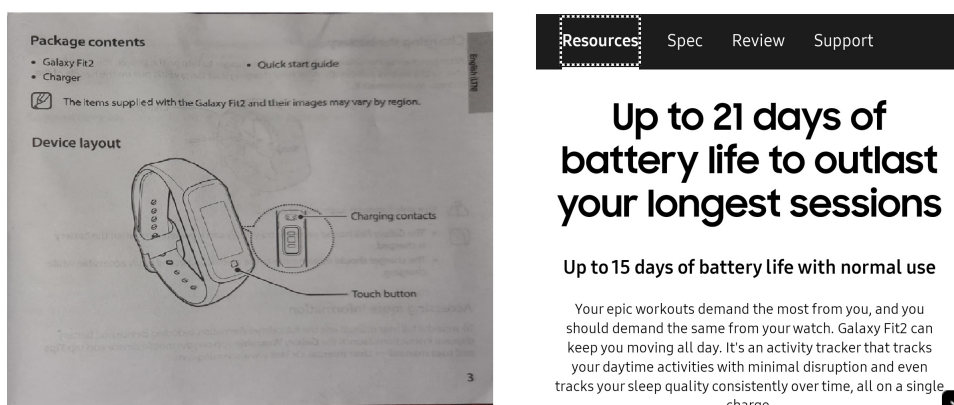 Package contents
• Galaxy Fit2
• Charger
• Quick start guide
The items supplied with the Galaxy Fit2 and their images may vary by region.
English (LTN)
Device layout
Charging contacts
Touch button
3
Resources Spec Review Support
Up to 21 days of
battery life to outlast
your longest sessions
Up to 15 days of battery life with normal use
Your epic workouts demand the most from you, and you
should demand the same from your watch. Galaxy Fit2 can
keep you moving all day. It's an activity tracker that tracks
your daytime activities with minimal disruption and even
tracks your sleep quality consistently over time, all on a single
charge.